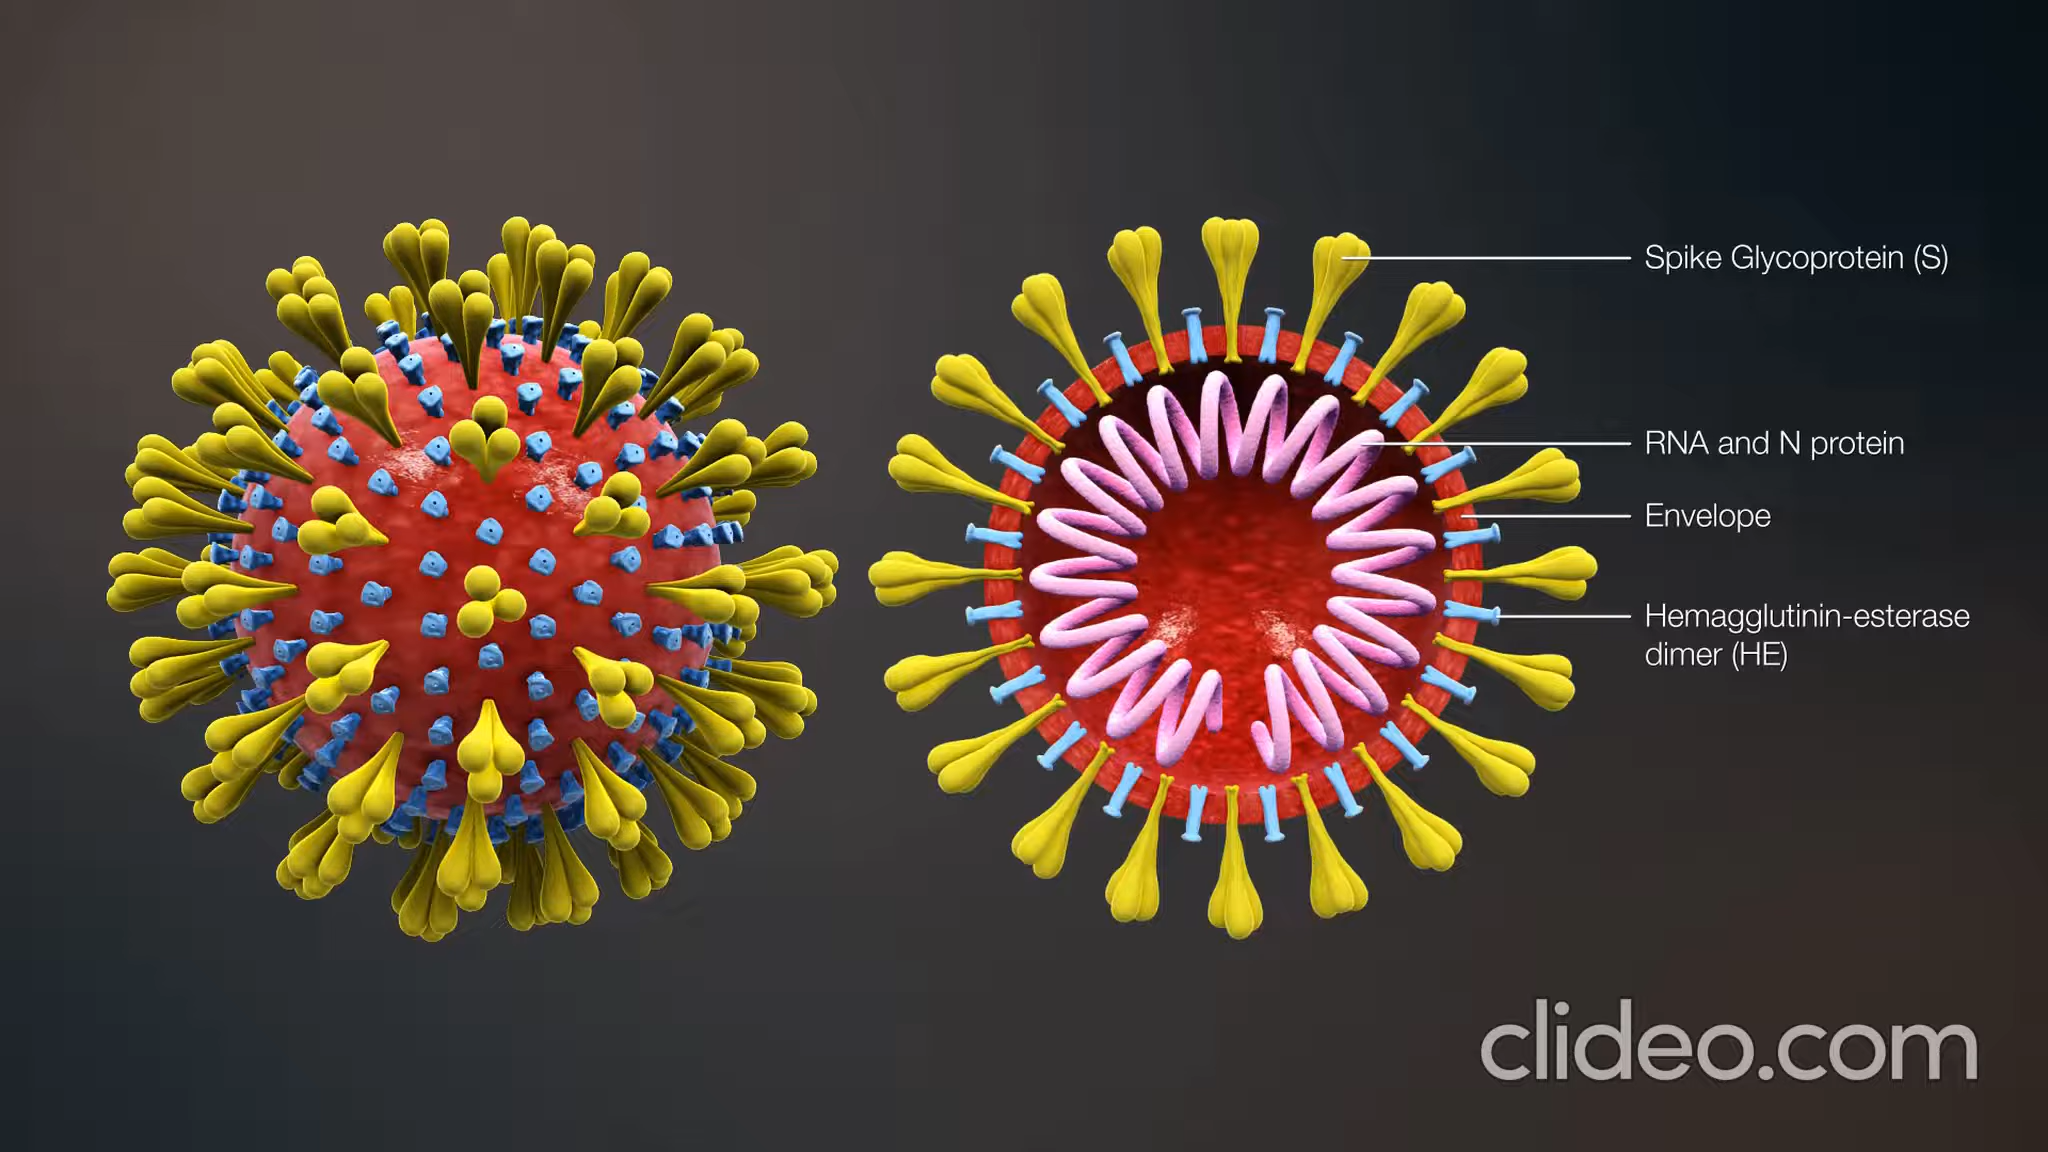 Spike Glycoprotein (S)
RNA and N protein
Envelope
Hemagglutinin-esterase
dimer (HE)
clideo.com